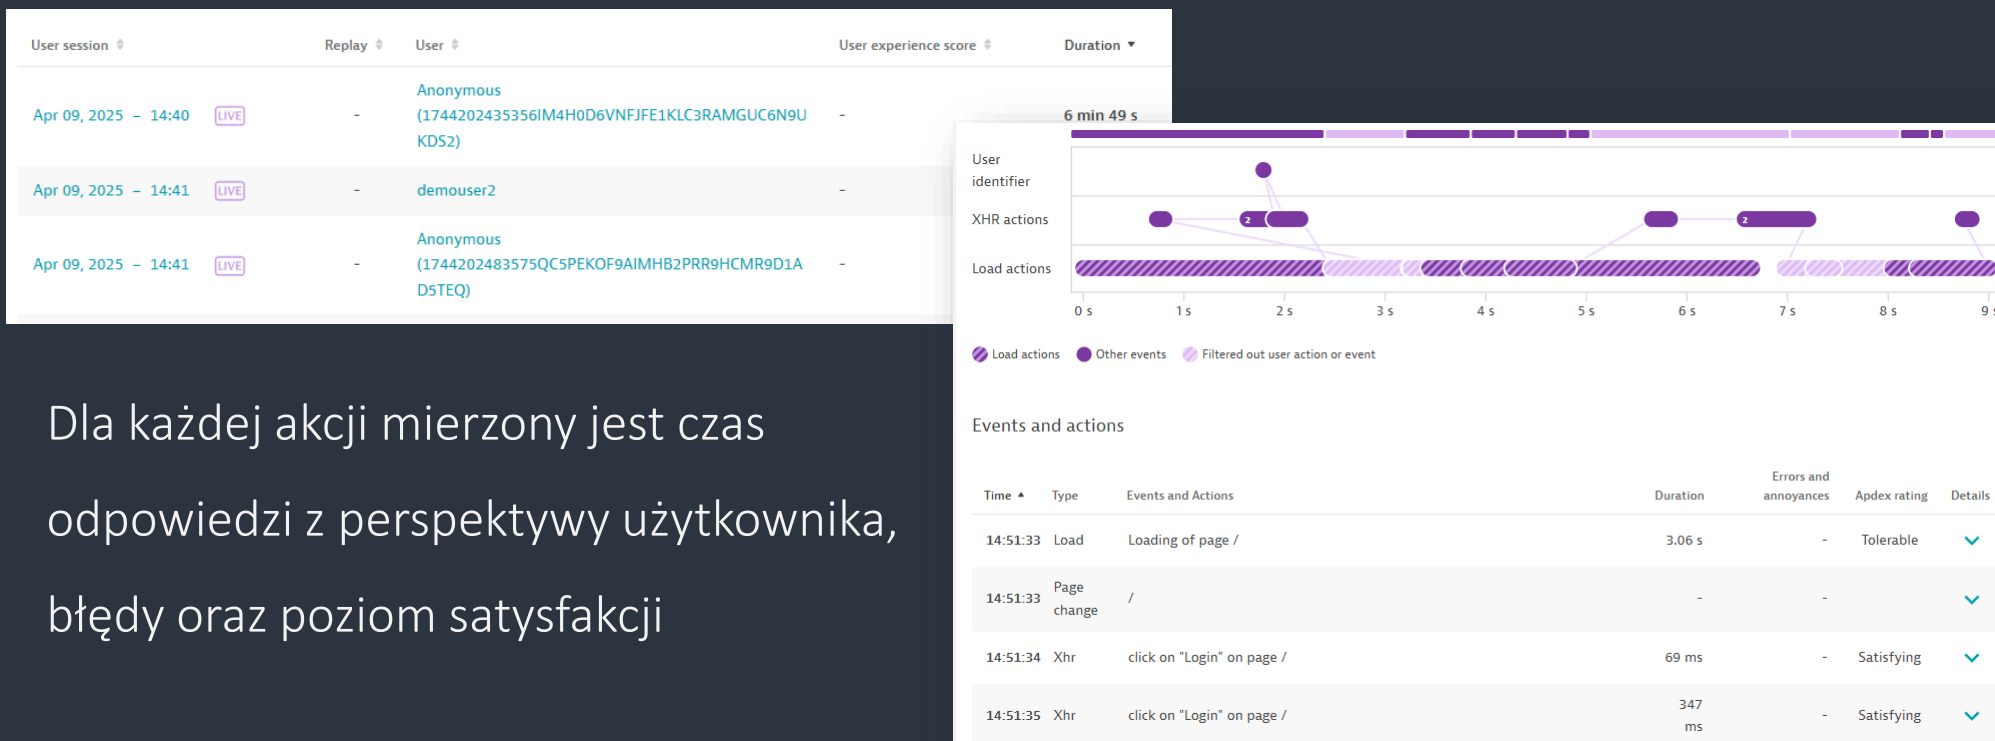 User session
Replay
User
User experience score
Duration
Apr 09, 2025 – 14:40
LIVE
-
Anonymous
(1744202435356IM4H0D6VNFJFE1KLC3RAMGUC6N9U
KDS2)
-
6 min 49 s
Apr 09, 2025 – 14:41
LIVE
-
demouser2
-
Apr 09, 2025 – 14:41
LIVE
-
Anonymous
(1744202483575QC5PEKOF9AIMHB2PRR9HCMR9D1A
D5TEQ)
-
Dla każdej akcji mierzony jest czas
odpowiedzi z perspektywy użytkownika,
błędy oraz poziom satysfakcji
User
identifier
XHR actions
2
2
Load actions
0 s 1 s 2 s 3 s 4 s 5 s 6 s 7 s 8 s 9 s
Load actions Other events Filtered out user action or event
Events and actions
Time Type Events and Actions Duration Errors and annoyances Apdex rating Details
14:51:33 Load Loading of page / 3.06 s - Tolerable
14:51:33 Page change / - -
14:51:34 Xhr click on "Login" on page / 69 ms - Satisfying
14:51:35 Xhr click on "Login" on page / 347 ms - Satisfying